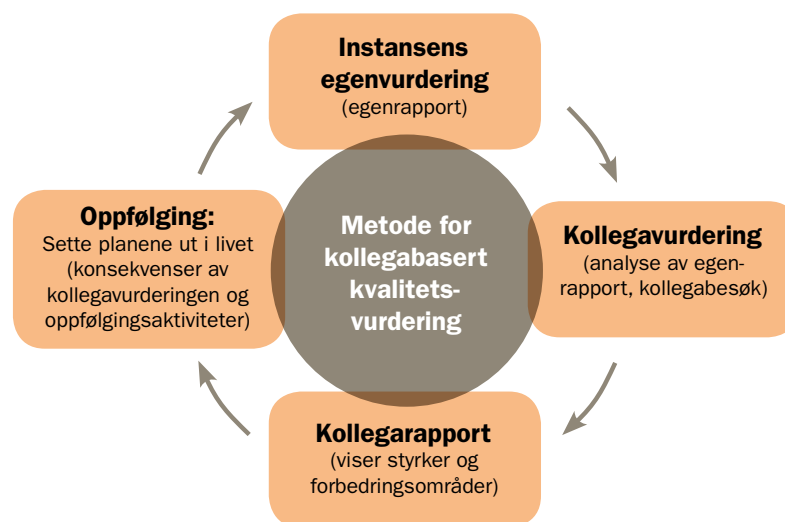 Instansens
egenvurdering
(egenrapport)
Kollegavurdering
(analyse av egen-
rapport, kollegabesøk)
Kollegarapport
(viser styrker og
forbedringsområder)
Oppfølging:
Sette planene ut i livet
(konsekvenser av
kollegavurderingen og
oppfølgingsaktiviteter)
Metode for
kollegabasert
kvalitets-
vurdering